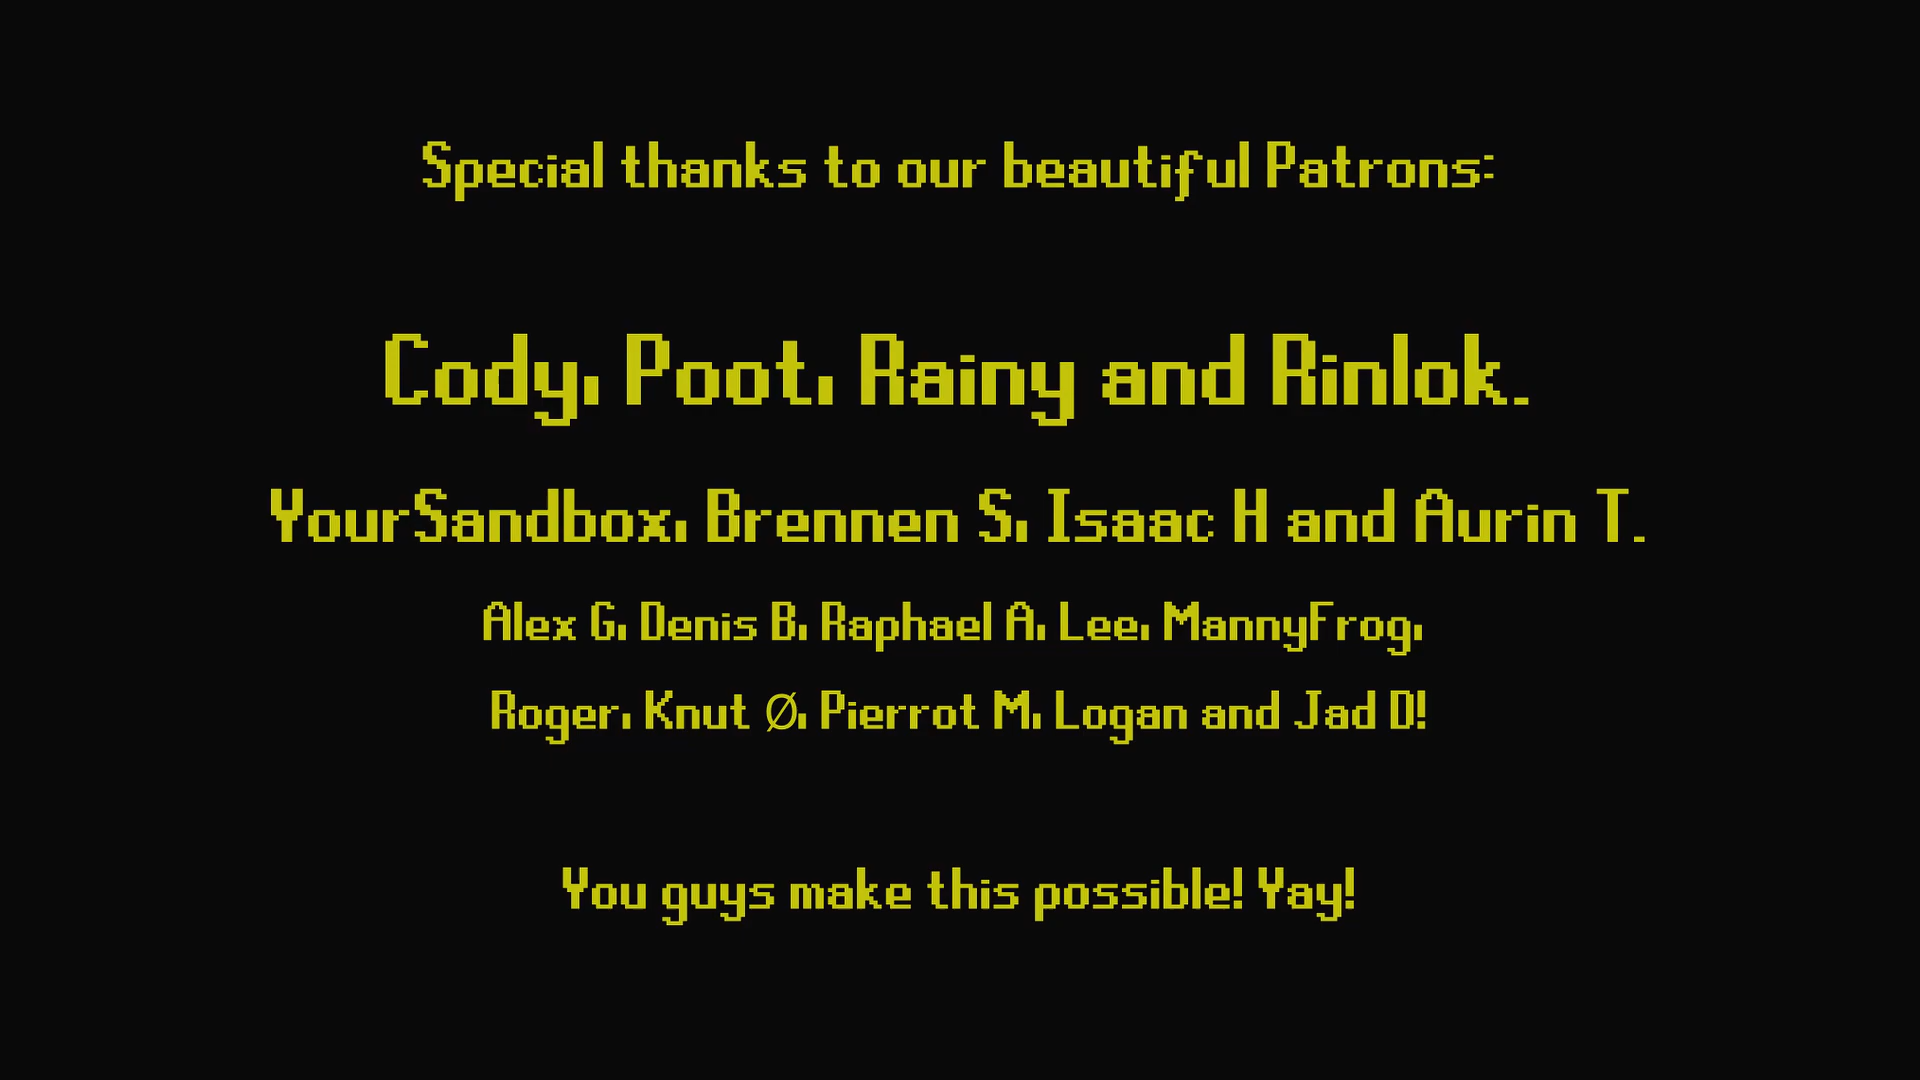 Special thanks to our beautiful Patrons:
Cody, Poot, Rainy and Rinlok.
YourSandbox, Brennen S, Isaac H and Aurin T.
Alex G, Denis B, Raphael A, Lee, MannyFrog,
Roger, Knut Ø, Pierrot M, Logan and Jad D!
You guys make this possible! Yay!